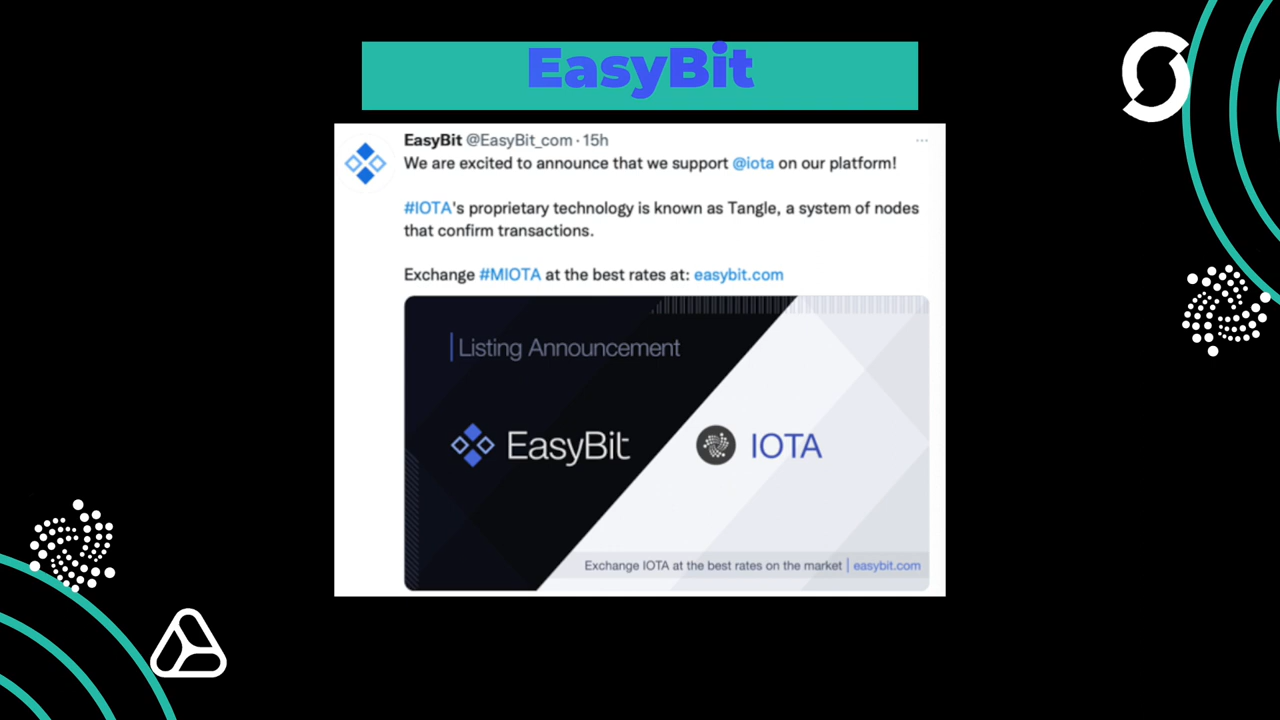 EasyBit
EasyBit @EasyBit_com · 15h
We are excited to announce that we support @iota on our platform!
#IOTA's proprietary technology is known as Tangle, a system of nodes
that confirm transactions.
Exchange #MIOTA at the best rates at: easybit.com
Listing Announcement
EasyBit
IOTA
Exchange IOTA at the best rates on the market | easybit.com